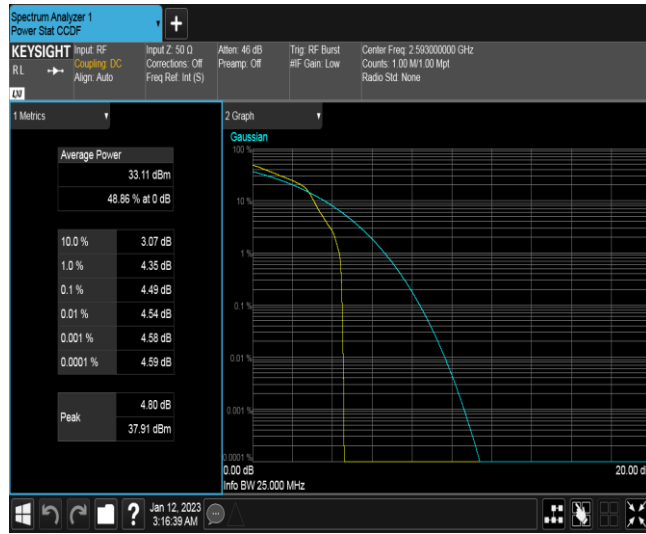 Spectrum Analyzer 1
Power Stat CCDF
KEYSIGHT
RL
LXI
Input: RF
Coupling: DC
Align: Auto
Input Z: 50 Ω
Corrections: Off
Freq Ref: Int (S)
Atten: 46 dB
Preamp: Off
Trig: RF Burst
#IF Gain: Low
Center Freq: 2.593000000 GHz
Counts: 1.00 M/1.00 Mpt
Radio Std: None
1 Metrics
Average Power
33.11 dBm
48.86 % at 0 dB
10.0 % 3.07 dB
1.0 % 4.35 dB
0.1 % 4.49 dB
0.01 % 4.54 dB
0.001 % 4.58 dB
0.0001 % 4.59 dB
Peak
4.80 dB
37.91 dBm
2 Graph
Gaussian
100 %
10 %
1 %
0.1 %
0.01 %
0.001 %
0.0001 %
0.00 dB
20.00 d
Info BW 25.000 MHz
Jan 12, 2023
3:16:39 AM